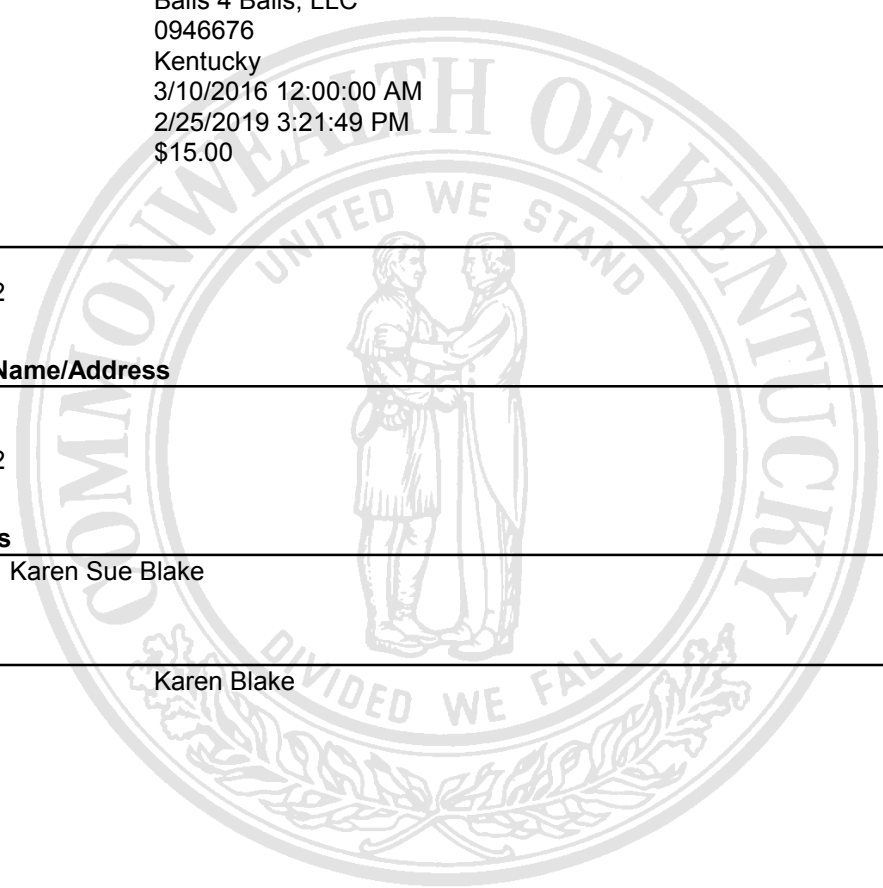 Balls 4 Balls, LLC
0946676
Kentucky
3/10/2016 12:00:00 AM
2/25/2019 3:21:49 PM
$15.00
COMMONWEALTH OF KENTUCKY
UNITED WE STAND
2
Name/Address
2
s
Karen Sue Blake
Karen Blake
DIVIDED WE FALL